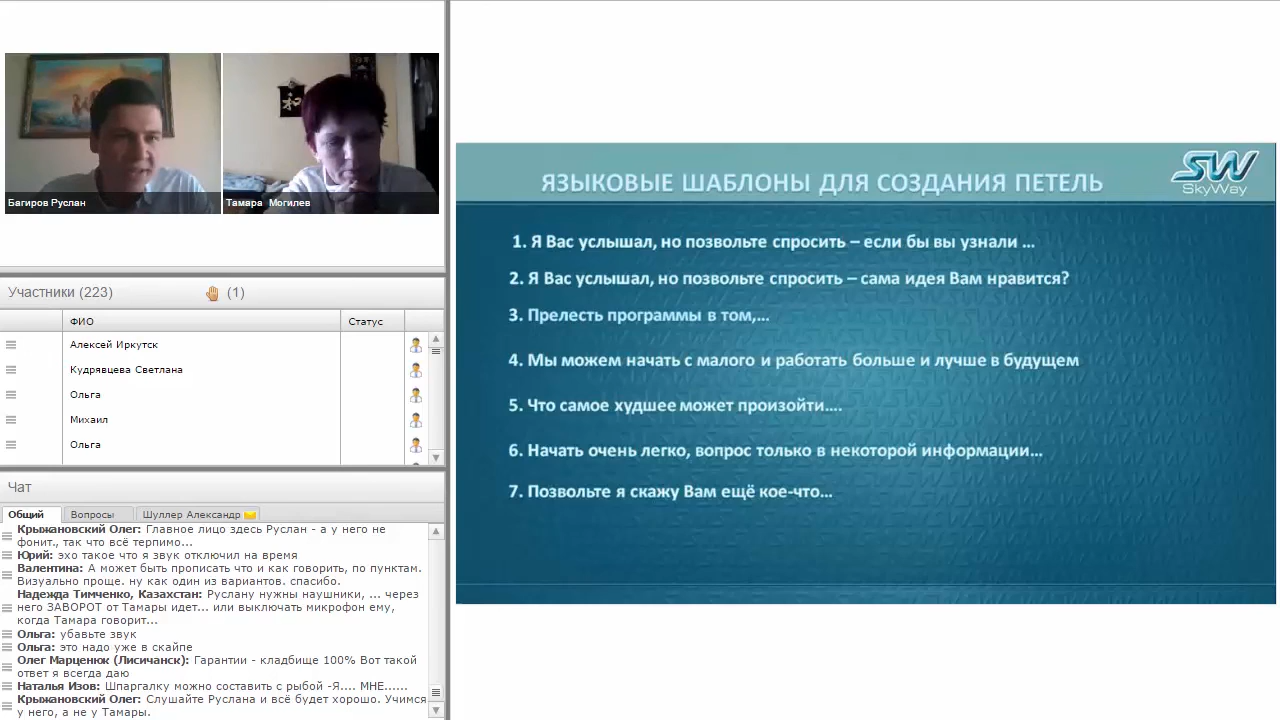 Багиров Руслан
Тамара Могилев
Участники (223)
(1)
ФИО
Статус
Алексей Иркутск
Кудрявцева Светлана
Ольга
Михаил
Ольга
Чат
Общий
Вопросы
Шуллер Александр
Крыжановский Олег: Главное лицо здесь Руслан - а у него не
фонит., так что всё терпимо...
Юрий: эхо такое что я звук отключил на время
Валентина: А может быть прописать что и как говорить, по пунктам.
Визуально проще. ну как один из вариантов. спасибо.
Надежда Тимченко, Казахстан: Руслану нужны наушники, ... через
него ЗАВОРОТ от Тамары идет... или выключать микрофон ему,
когда Тамара говорит...
Ольга: убавьте звук
Ольга: это надо уже в скайпе
Олег Марценюк (Лисичанск): Гарантии - кладбище 100% Вот такой
ответ я всегда даю
Наталья Изов: Шпаргалку можно составить с рыбой -Я.... МНЕ......
Крыжановский Олег: Слушайте Руслана и всё будет хорошо. Учимся
у него, а не у Тамары.
ЯЗЫКОВЫЕ ШАБЛОНЫ ДЛЯ СОЗДАНИЯ ПЕТЕЛЬ
SW
SkyWay
1. Я Вас услышал, но позвольте спросить – если бы вы узнали ...
2. Я Вас услышал, но позвольте спросить – сама идея Вам нравится?
3. Прелесть программы в том,...
4. Мы можем начать с малого и работать больше и лучше в будущем
5. Что самое худшее может произойти....
6. Начать очень легко, вопрос только в некоторой информации...
7. Позвольте я скажу Вам ещё кое-что...